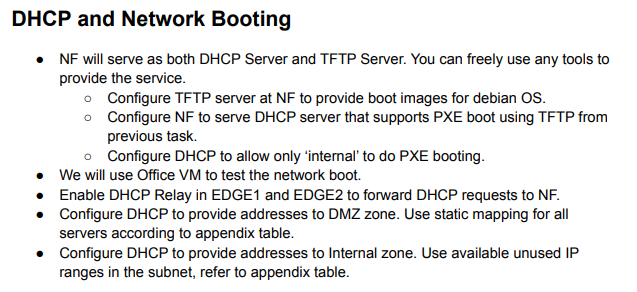 DHCP and Network Booting
● NF will serve as both DHCP Server and TFTP Server. You can freely use any tools to
provide the service.
○ Configure TFTP server at NF to provide boot images for debian OS.
○ Configure NF to serve DHCP server that supports PXE boot using TFTP from
previous task.
○ Configure DHCP to allow only ‘internal’ to do PXE booting.
● We will use Office VM to test the network boot.
● Enable DHCP Relay in EDGE1 and EDGE2 to forward DHCP requests to NF.
● Configure DHCP to provide addresses to DMZ zone. Use static mapping for all
servers according to appendix table.
● Configure DHCP to provide addresses to Internal zone. Use available unused IP
ranges in the subnet, refer to appendix table.